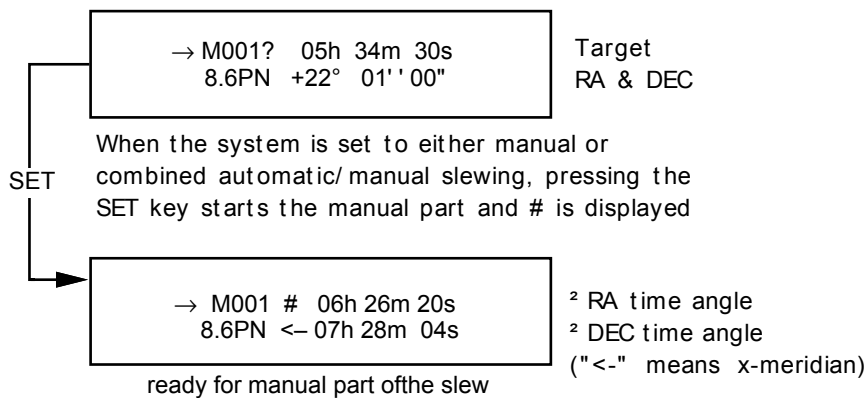 → M001? 05h 34m 30s
8.6PN +22° 01' ' 00"
Target
RA & DEC
When the system is set to either manual or
combined automatic/ manual slewing, pressing the
SET key starts the manual part and # is displayed
SET
→ M001 # 06h 26m 20s
8.6PN <– 07h 28m 04s
² RA time angle
² DEC time angle
("<-" means x-meridian)
ready for manual part ofthe slew